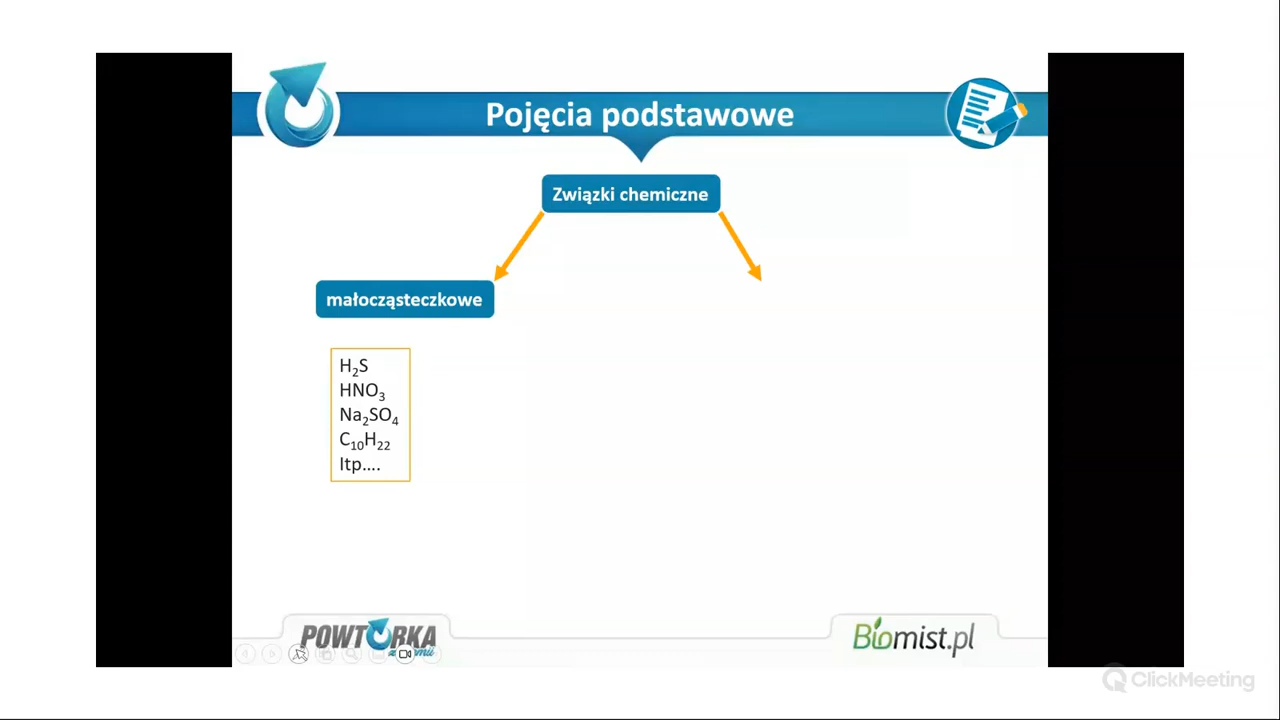 Pojęcia podstawowe
Związki chemiczne
małocząsteczkowe
H₂S
HNO₃
Na₂SO₄
C₁₀H₂₂
Itp....
POWTÓRKA
Biomist.pl
ClickMeeting